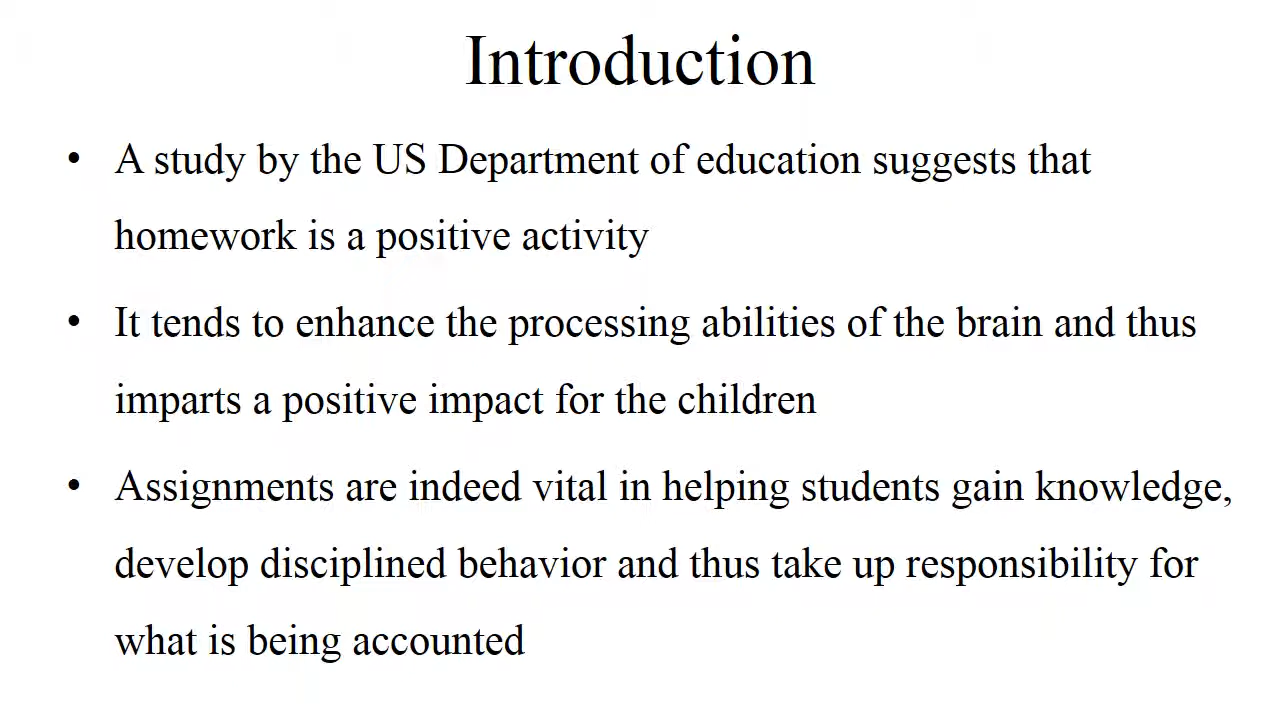 Introduction
• A study by the US Department of education suggests that
homework is a positive activity
• It tends to enhance the processing abilities of the brain and thus
imparts a positive impact for the children
• Assignments are indeed vital in helping students gain knowledge,
develop disciplined behavior and thus take up responsibility for
what is being accounted